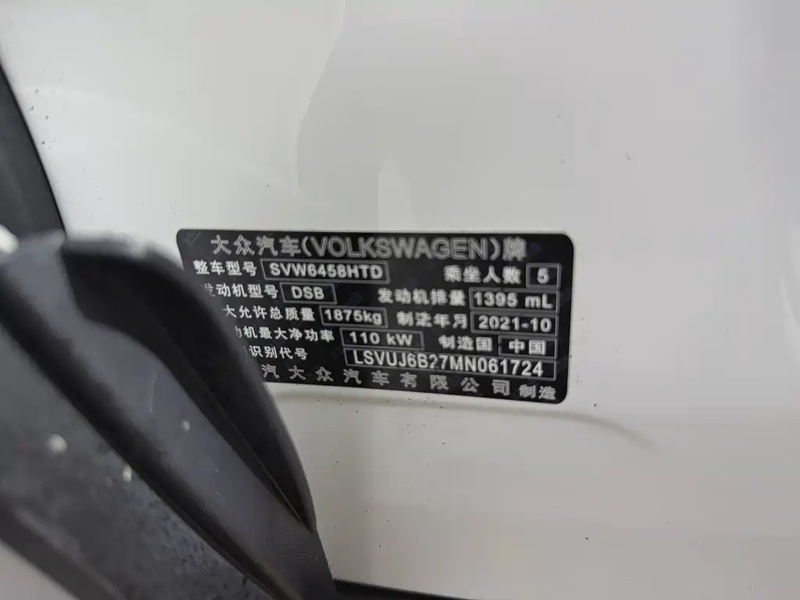 大众汽车(VOLKSWAGEN)牌
整车型号 SVW6458HTD 乘坐人数 5
发动机型号 DSB 发动机排量 1395 mL
大允许总质量 1875kg 制造年月 2021-10
动机最大净功率 110 kW 制造国 中国
识别代号 LSVUJ6B27MN061724
汽大众汽车有限公司 制造